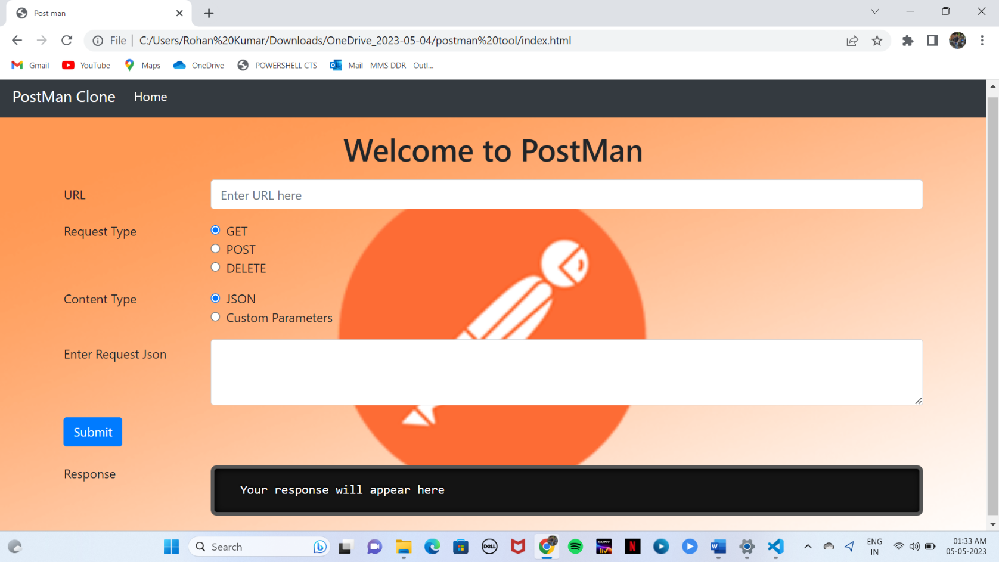 Post man
File
C:/Users/Rohan%20Kumar/Downloads/OneDrive_2023-05-04/postman%20tool/index.html
Gmail
YouTube
Maps
OneDrive
POWERSHELL CTS
Mail - MMS DDR - Outl...
PostMan Clone
Home
Welcome to PostMan
URL
Enter URL here
Request Type
GET
POST
DELETE
Content Type
JSON
Custom Parameters
Enter Request Json
Submit
Response
Your response will appear here
Search
DELL
SONY
liv
N
W
ENG
IN
01:33 AM
05-05-2023